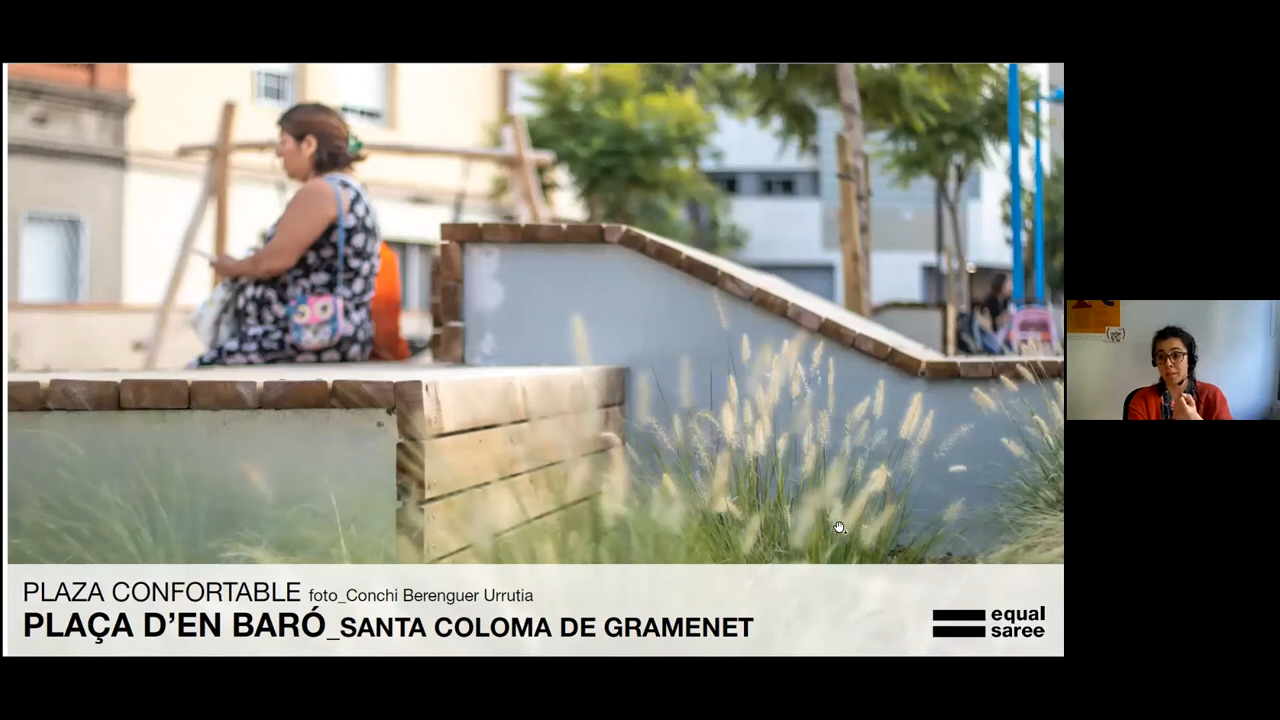 PLAZA CONFORTABLE foto_Conchi Berenguer Urrutia
PLAÇA D'EN BARÓ_SANTA COLOMA DE GRAMENET
equal
saree